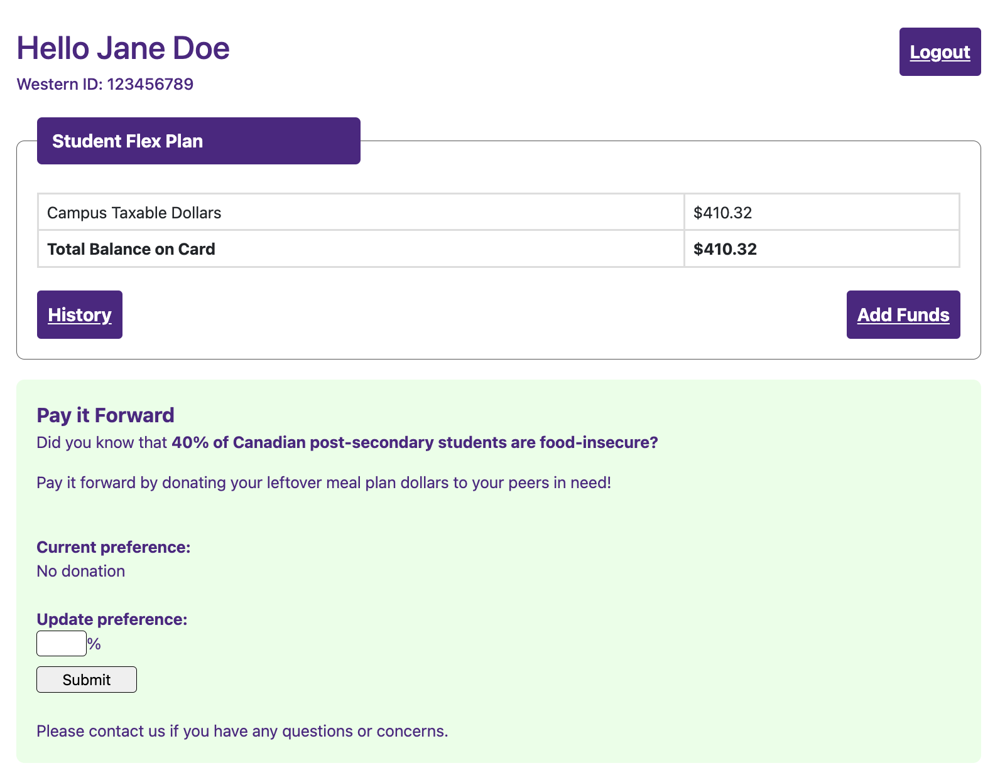 Hello Jane Doe
Logout
Western ID: 123456789
Student Flex Plan
Campus Taxable Dollars $410.32
Total Balance on Card $410.32
History Add Funds
Pay it Forward
Did you know that 40% of Canadian post-secondary students are food-insecure?
Pay it forward by donating your leftover meal plan dollars to your peers in need!
Current preference:
No donation
Update preference:
%
Submit
Please contact us if you have any questions or concerns.